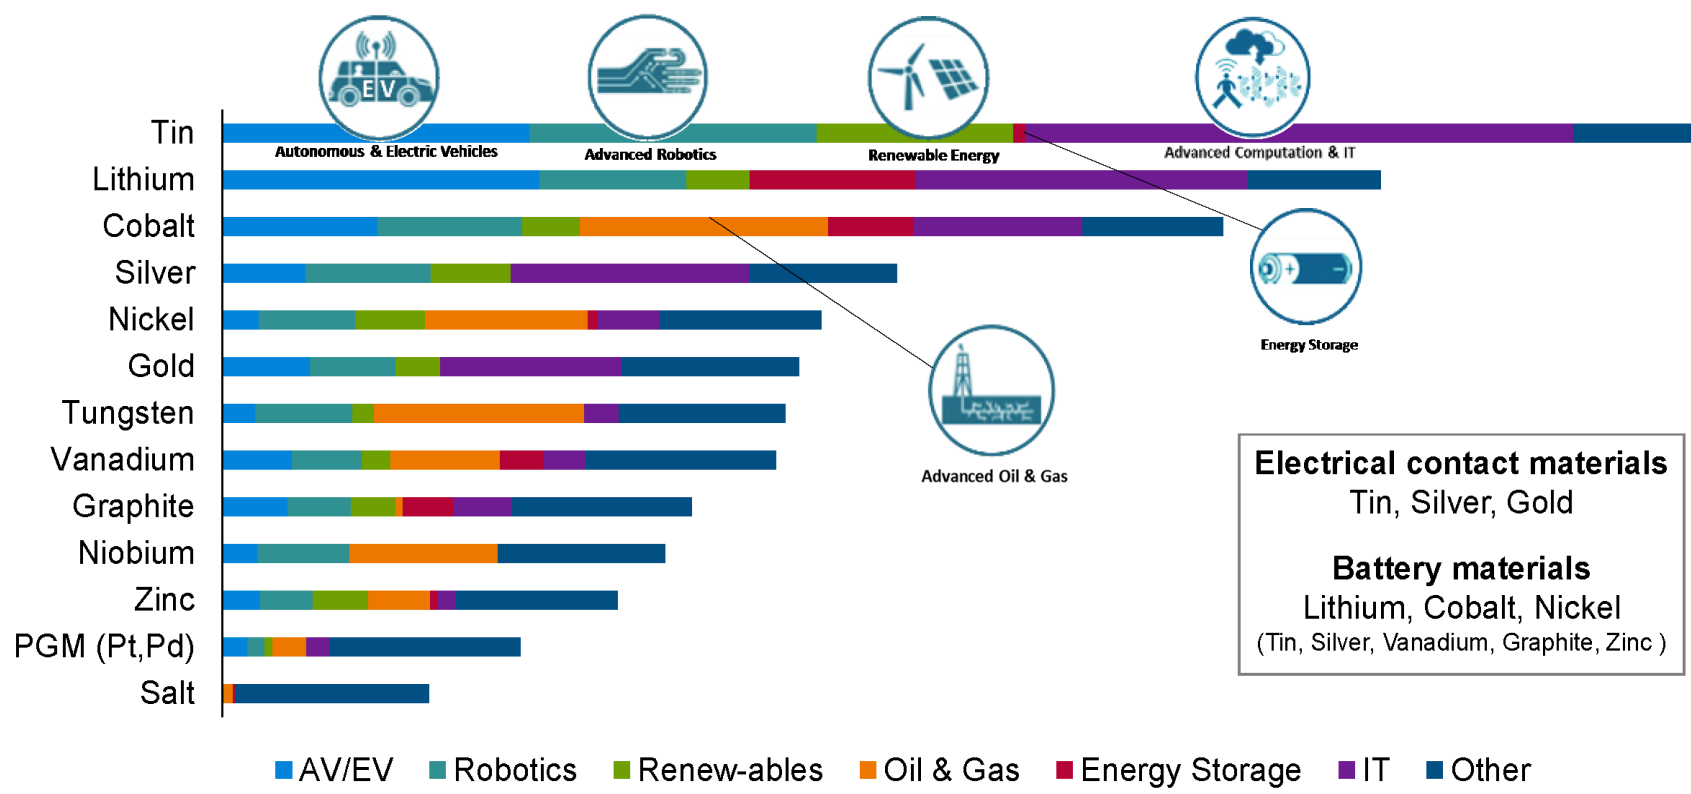 EV
Tin
Autonomous & Electric Vehicles
Advanced Robotics
Renewable Energy
Advanced Computation & IT
Lithium
Cobalt
Silver
+ −
Nickel
Energy Storage
Gold
Tungsten
Vanadium
Advanced Oil & Gas
Graphite
Niobium
Zinc
PGM (Pt,Pd)
Salt
Electrical contact materials
Tin, Silver, Gold
Battery materials
Lithium, Cobalt, Nickel
(Tin, Silver, Vanadium, Graphite, Zinc )
AV/EV Robotics Renew-ables Oil & Gas Energy Storage IT Other